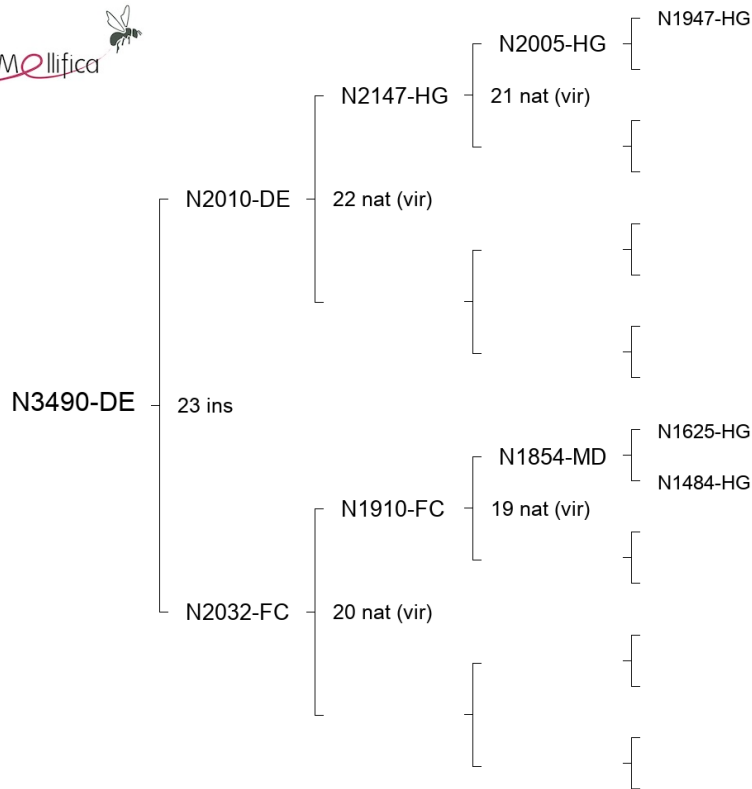 Mellifica
N1947-HG
N2005-HG
N2147-HG
21 nat (vir)
N2010-DE
22 nat (vir)
N3490-DE
23 ins
N1625-HG
N1854-MD
N1484-HG
N1910-FC
19 nat (vir)
N2032-FC
20 nat (vir)